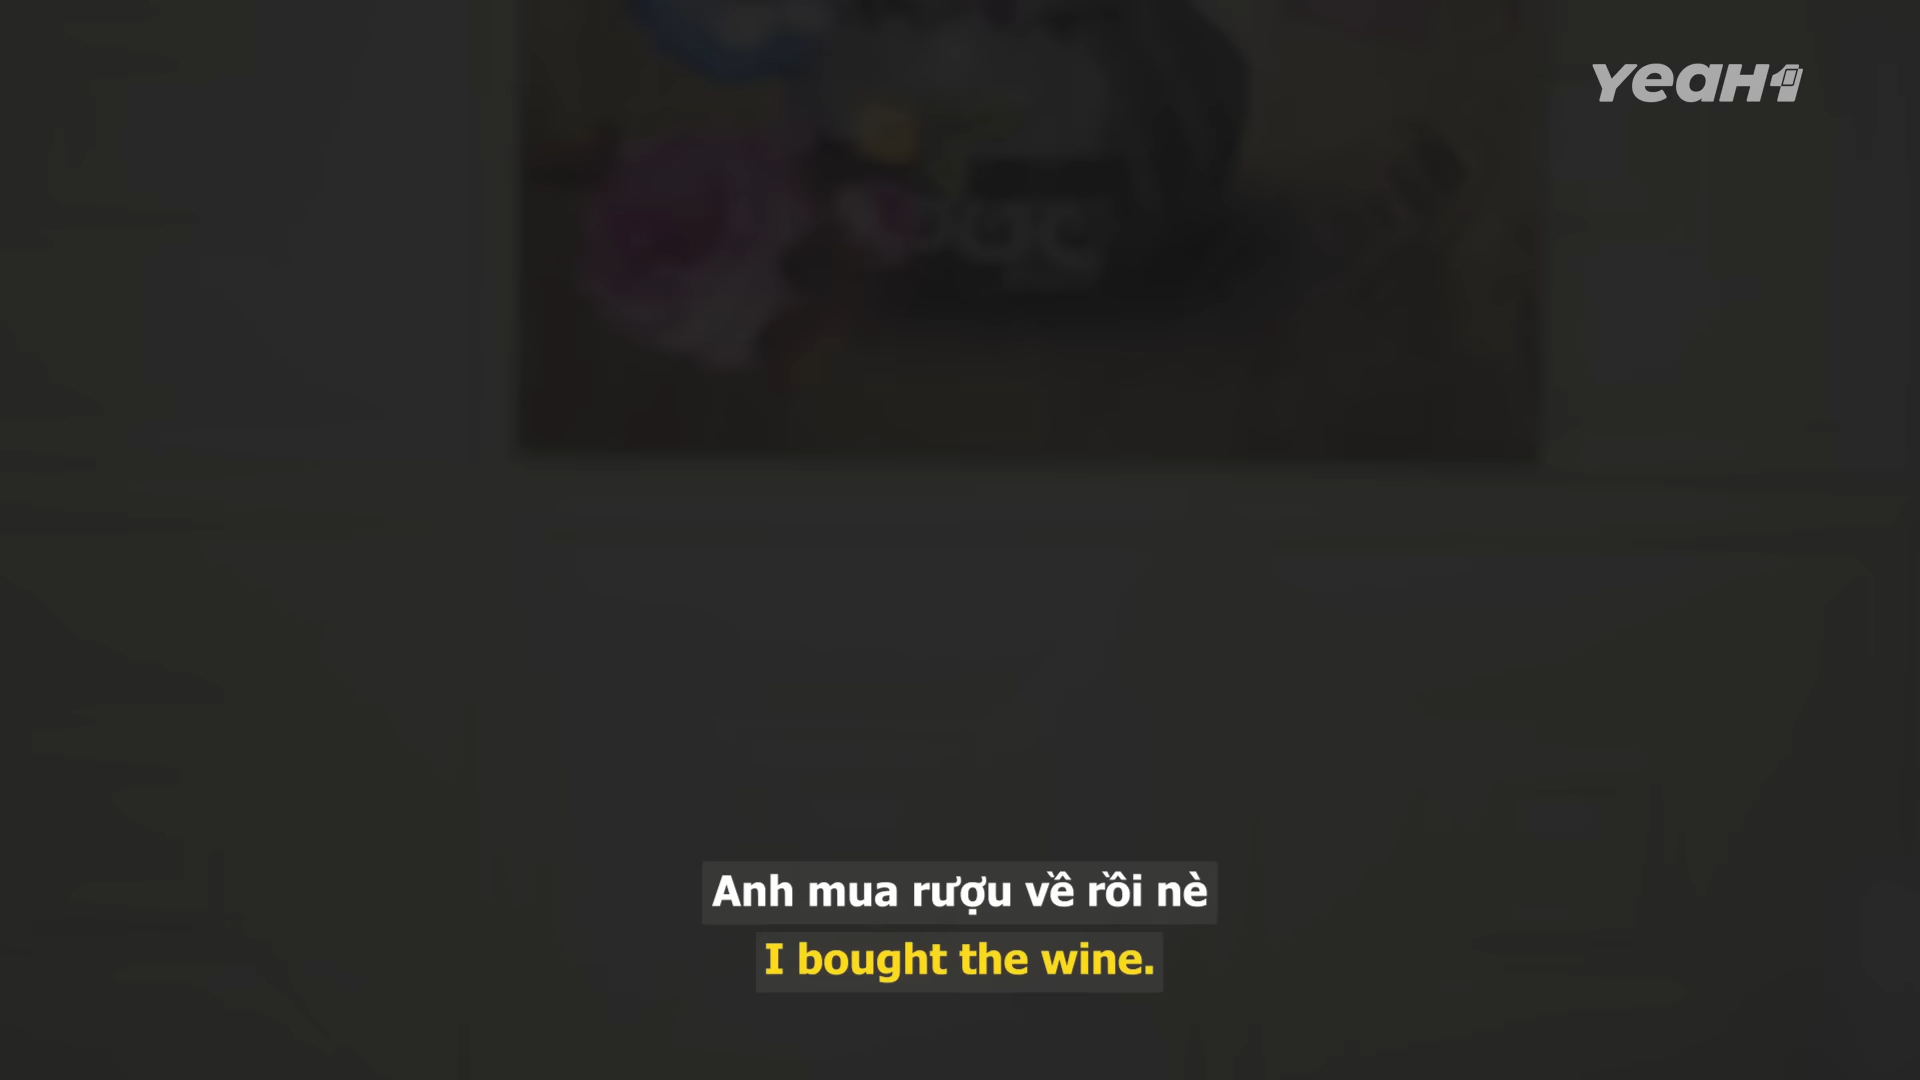 YEAH1
Anh mua rượu về rồi nè
I bought the wine.